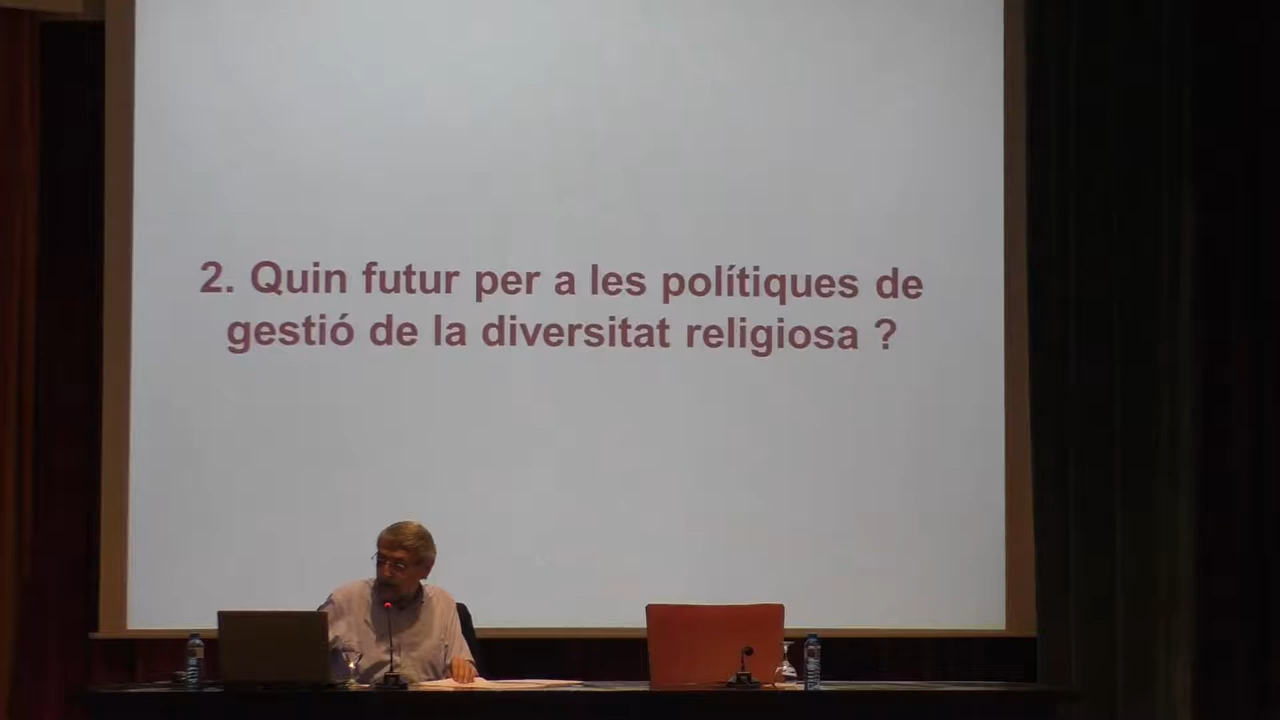 2. Quin futur per a les polítiques de
gestió de la diversitat religiosa ?